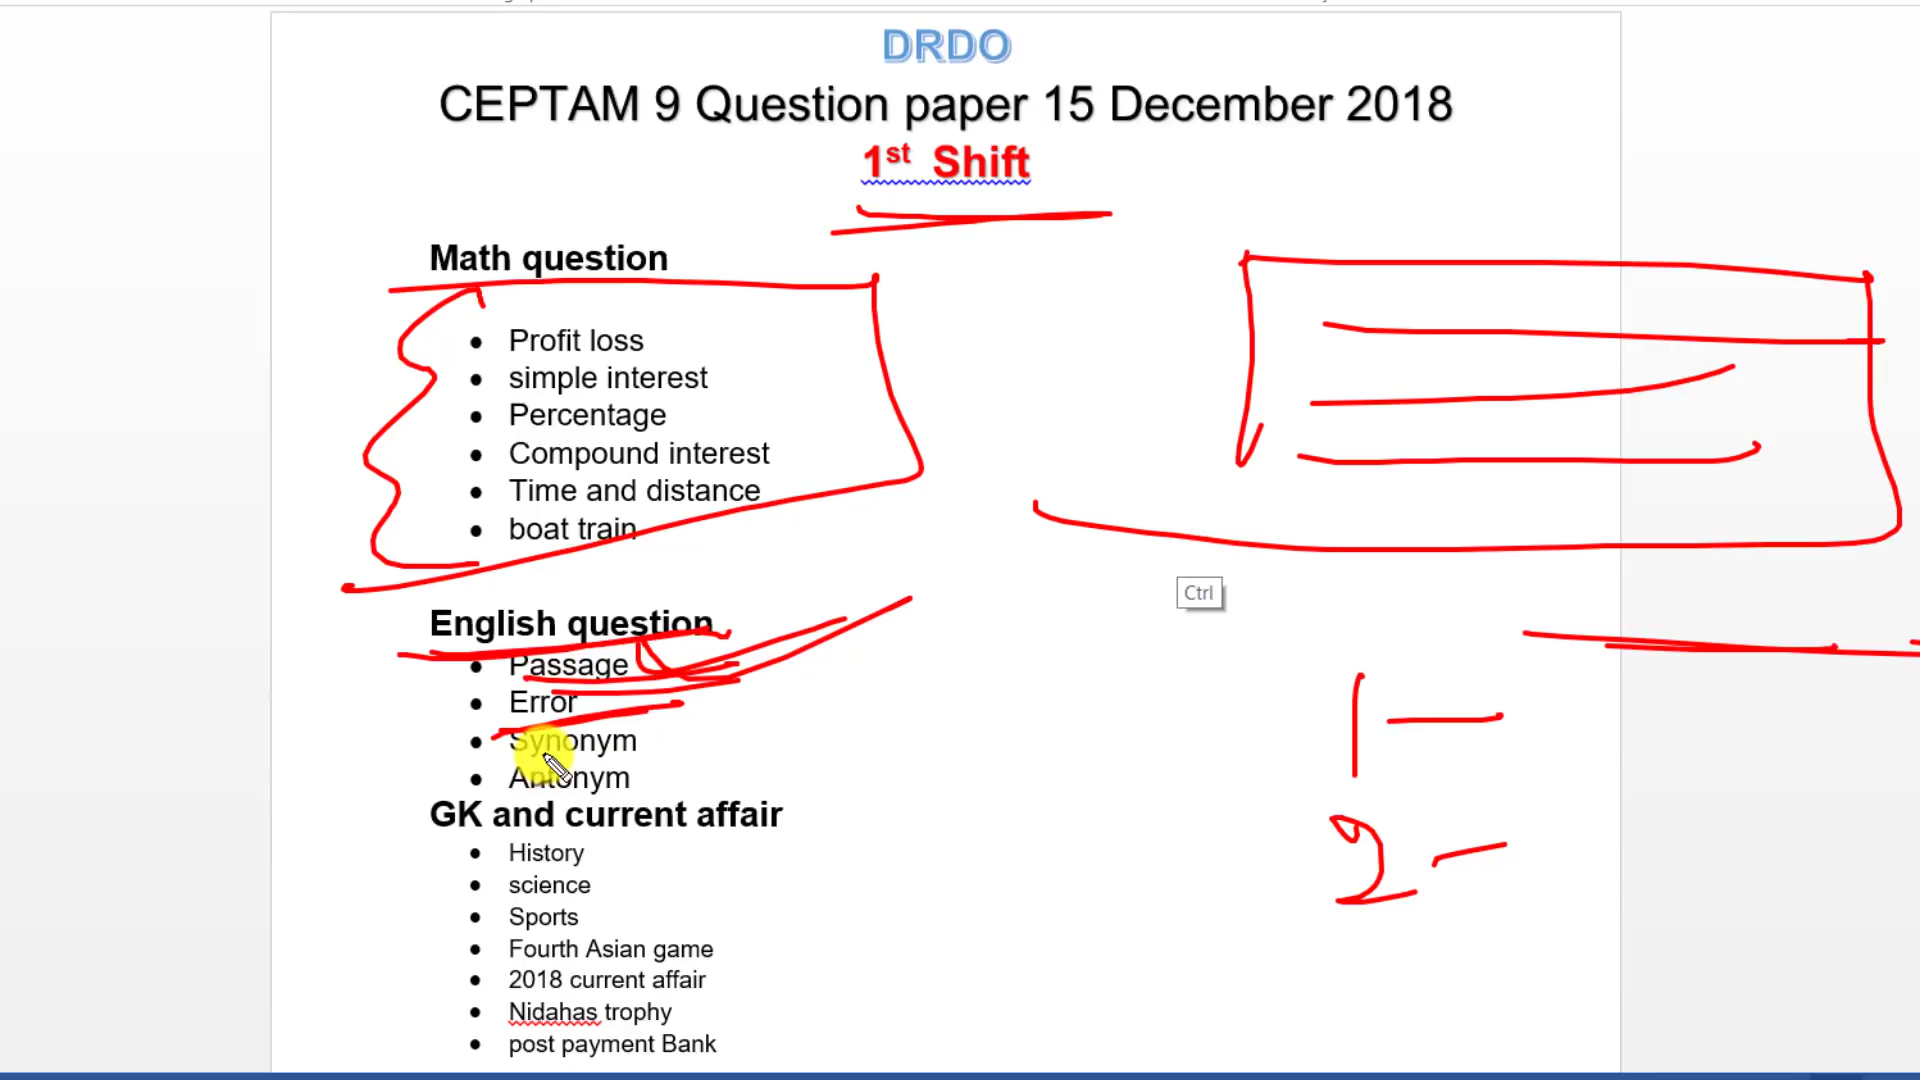 DRDO
CEPTAM 9 Question paper 15 December 2018
1st Shift
Math question
Profit loss
simple interest
Percentage
Compound interest
Time and distance
boat train
English question
Ctrl
Passage
Error
Synonym
Antonym
1 —
2 —
GK and current affair
History
science
Sports
Fourth Asian game
2018 current affair
Nidahas trophy
post payment Bank